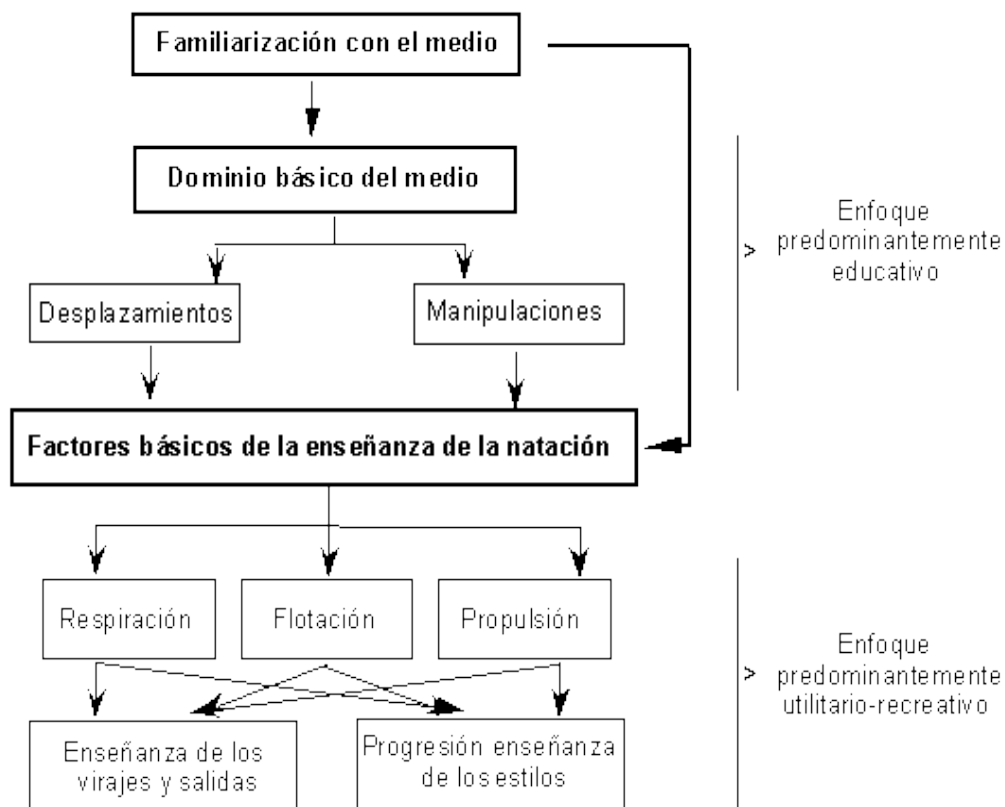 Familiarización con el medio
Dominio básico del medio
Enfoque
predominantemente
educativo
>
Desplazamientos
Manipulaciones
Factores básicos de la enseñanza de la natación
Respiración
Flotación
Propulsión
Enfoque
predominantemente
utilitario-recreativo
>
Enseñanza de los
virajes y salidas
Progresión enseñanza
de los estilos